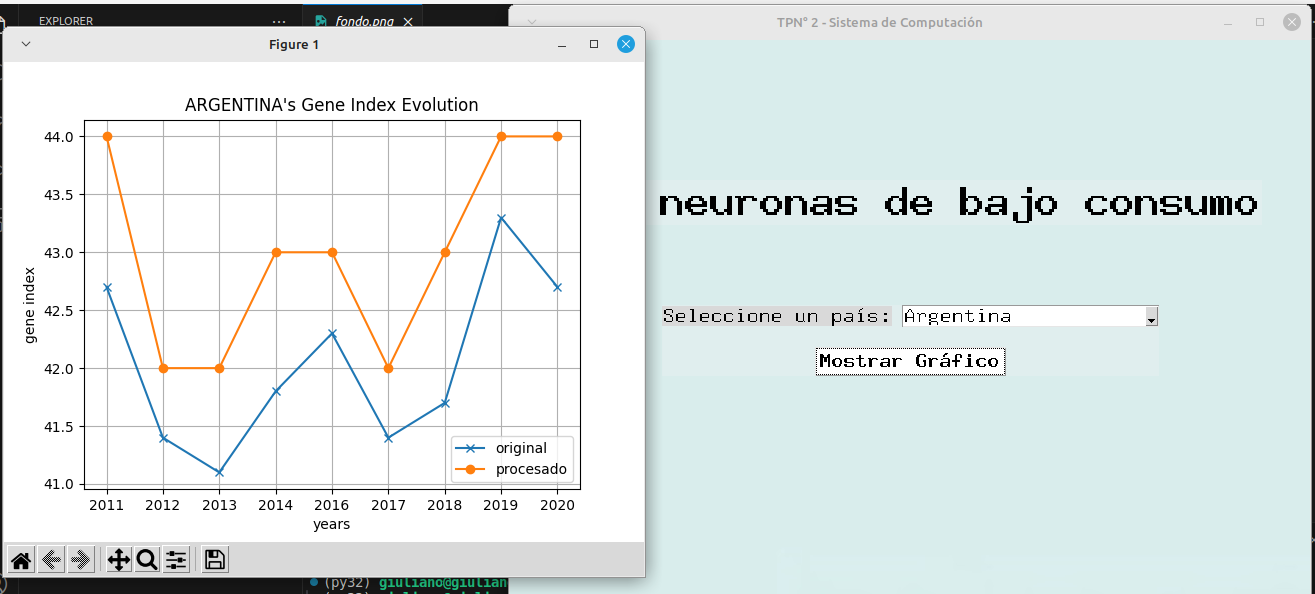 EXPLORER
fondo.png
TPN° 2 - Sistema de Computación
Figure 1
ARGENTINA's Gene Index Evolution
44.0
43.5
43.0
42.5
42.0
41.5
41.0
gene index
original
procesado
2011 2012 2013 2014 2016 2017 2018 2019 2020
years
neuronas de bajo consumo
Seleccione un país: Argentina
Mostrar Gráfico
(py32) giuliano@giulian